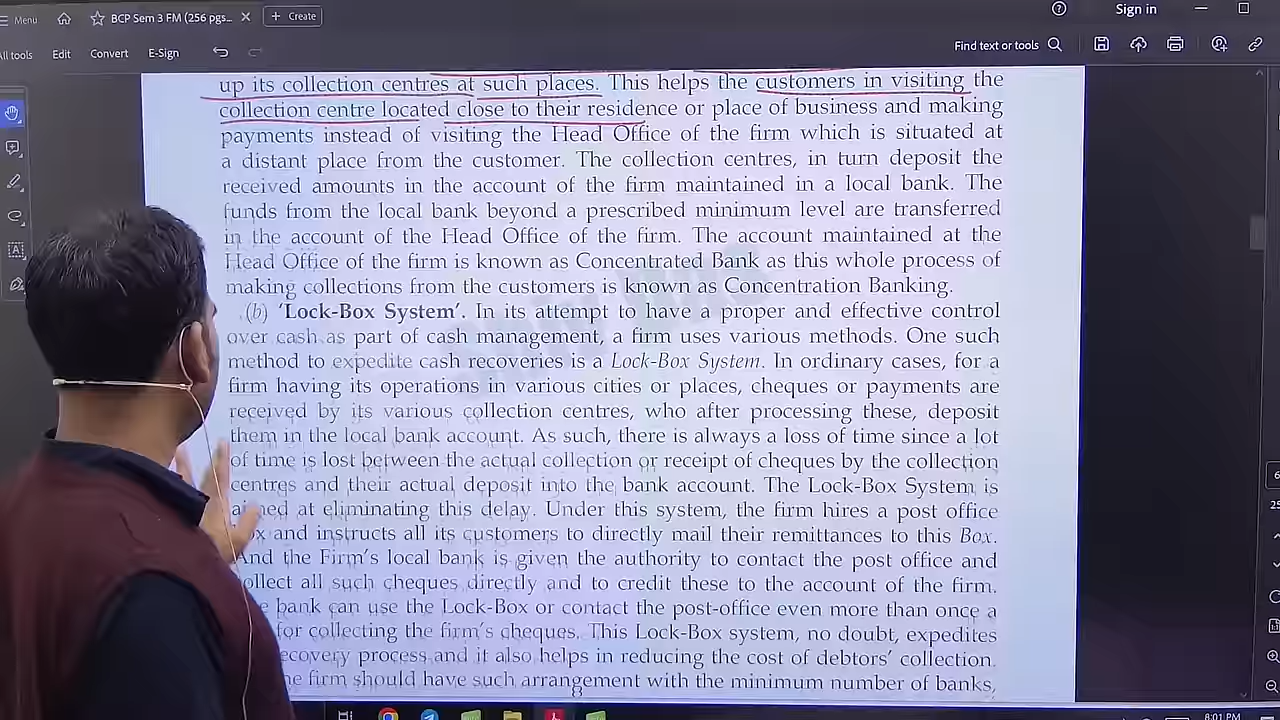 Menu
BCP Sem 3 FM (256 pgs...
+ Create
Sign in
All tools
Edit
Convert
E-Sign
Find text or tools
up its collection centres at such places. This helps the customers in visiting the
collection centre located close to their residence or place of business and making
payments instead of visiting the Head Office of the firm which is situated at
a distant place from the customer. The collection centres, in turn deposit the
received amounts in the account of the firm maintained in a local bank. The
funds from the local bank beyond a prescribed minimum level are transferred
in the account of the Head Office of the firm. The account maintained at the
Head Office of the firm is known as Concentrated Bank as this whole process of
making collections from the customers is known as Concentration Banking.
(b) 'Lock-Box System'. In its attempt to have a proper and effective control
over cash as part of cash management, a firm uses various methods. One such
method to expedite cash recoveries is a Lock-Box System. In ordinary cases, for a
firm having its operations in various cities or places, cheques or payments are
received by its various collection centres, who after processing these, deposit
them in the local bank account. As such, there is always a loss of time since a lot
of time is lost between the actual collection or receipt of cheques by the collection
centres and their actual deposit into the bank account. The Lock-Box System is
aimed at eliminating this delay. Under this system, the firm hires a post office
and instructs all its customers to directly mail their remittances to this Box.
And the Firm's local bank is given the authority to contact the post office and
collect all such cheques directly and to credit these to the account of the firm.
bank can use the Lock-Box or contact the post-office even more than once a
for collecting the firm's cheques. This Lock-Box system, no doubt, expedites
recovery process and it also helps in reducing the cost of debtors' collection.
firm should have such arrangement with the minimum number of banks,
8:01 PM